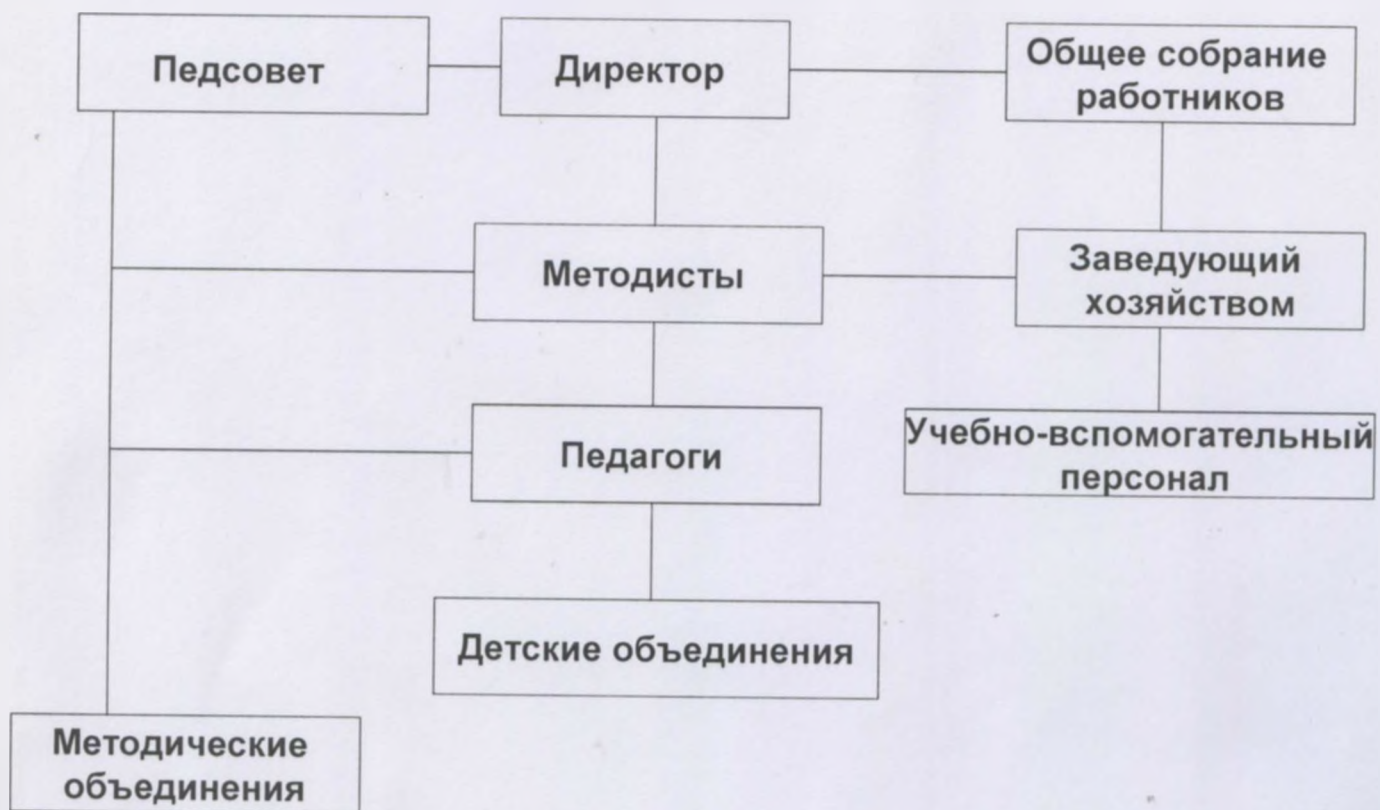 Педсовет
Директор
Общее собрание
работников
Методисты
Заведующий
хозяйством
Педагоги
Учебно-вспомогательный
персонал
Детские объединения
Методические
объединения